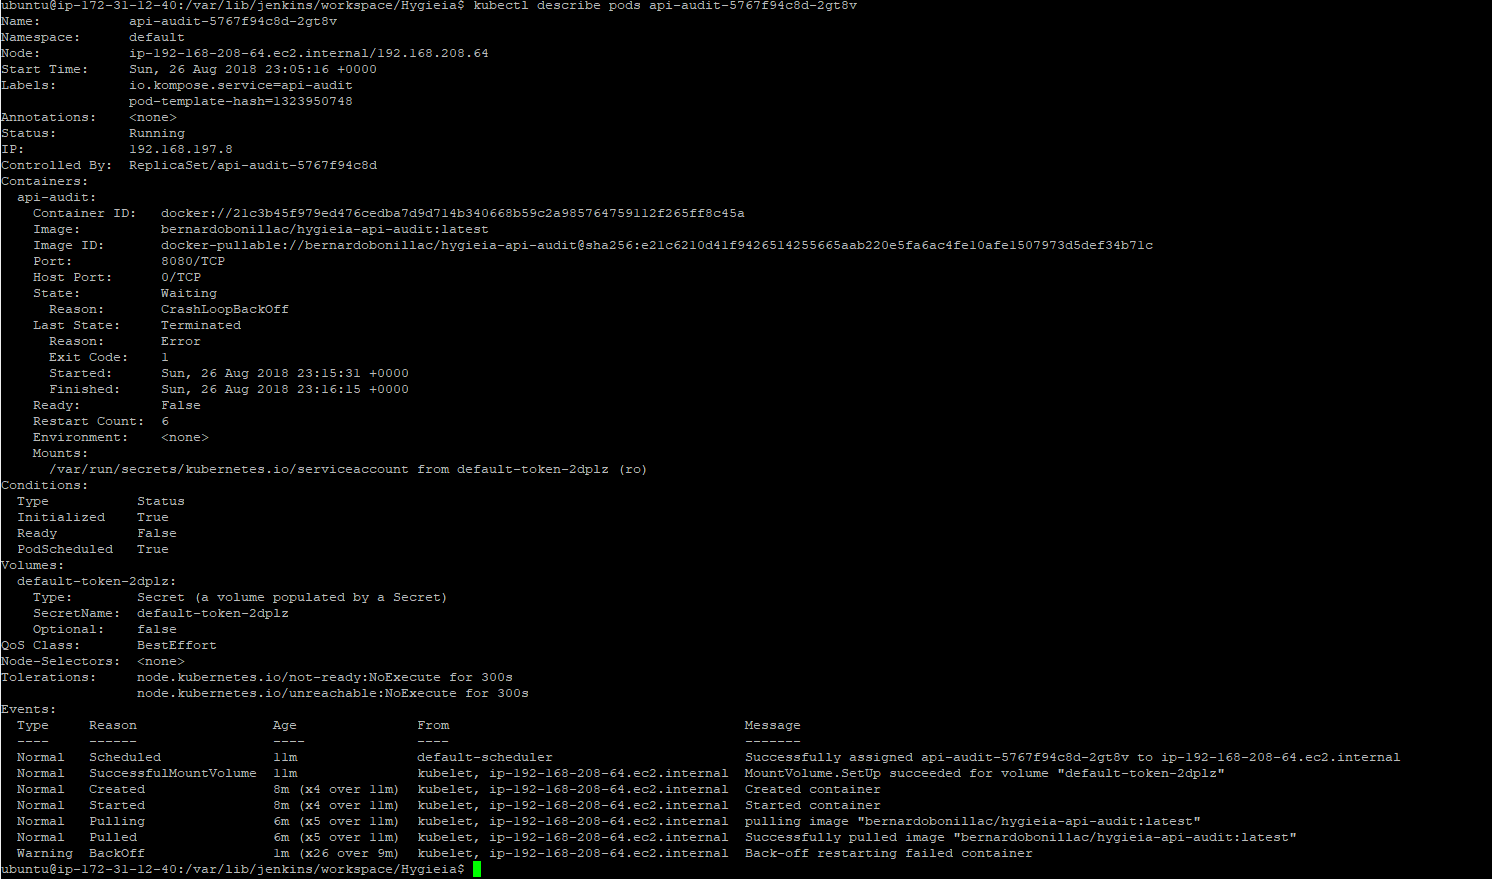 ubuntu@ip-172-31-12-40:/var/lib/jenkins/workspace/Hygieia$ kubectl describe pods api-audit-5767f94c8d-2gt8v
Name:           api-audit-5767f94c8d-2gt8v
Namespace:      default
Node:           ip-192-168-208-64.ec2.internal/192.168.208.64
Start Time:     Sun, 26 Aug 2018 23:05:16 +0000
Labels:         io.kompose.service=api-audit
                pod-template-hash=1323950748
Annotations:    <none>
Status:         Running
IP:             192.168.197.8
Controlled By:  ReplicaSet/api-audit-5767f94c8d
Containers:
  api-audit:
    Container ID:   docker://21c3b45f979ed476cedba7d9d714b340668b59c2a985764759112f265ff8c45a
    Image:          bernardobonillac/hygieia-api-audit:latest
    Image ID:       docker-pullable://bernardobonillac/hygieia-api-audit@sha256:e21c6210d41f9426514255665aab220e5fa6ac4fe10afe1507973d5def34b71c
    Port:           8080/TCP
    Host Port:      0/TCP
    State:          Waiting
      Reason:       CrashLoopBackOff
    Last State:     Terminated
      Reason:       Error
      Exit Code:    1
      Started:      Sun, 26 Aug 2018 23:15:31 +0000
      Finished:     Sun, 26 Aug 2018 23:16:15 +0000
    Ready:          False
    Restart Count:  6
    Environment:    <none>
    Mounts:
      /var/run/secrets/kubernetes.io/serviceaccount from default-token-2dplz (ro)
Conditions:
  Type           Status
  Initialized    True
  Ready          False
  PodScheduled   True
Volumes:
  default-token-2dplz:
    Type:        Secret (a volume populated by a Secret)
    SecretName:  default-token-2dplz
    Optional:    false
QoS Class:       BestEffort
Node-Selectors:  <none>
Tolerations:     node.kubernetes.io/not-ready:NoExecute for 300s
                 node.kubernetes.io/unreachable:NoExecute for 300s
Events:
  Type     Reason                 Age                From                                     Message
  ----     ------                 ----               ----                                     -------
  Normal   Scheduled              11m                default-scheduler                        Successfully assigned api-audit-5767f94c8d-2gt8v to ip-192-168-208-64.ec2.internal
  Normal   SuccessfulMountVolume  11m                kubelet, ip-192-168-208-64.ec2.internal  MountVolume.SetUp succeeded for volume "default-token-2dplz"
  Normal   Created                8m (x4 over 11m)   kubelet, ip-192-168-208-64.ec2.internal  Created container
  Normal   Started                8m (x4 over 11m)   kubelet, ip-192-168-208-64.ec2.internal  Started container
  Normal   Pulling                6m (x5 over 11m)   kubelet, ip-192-168-208-64.ec2.internal  pulling image "bernardobonillac/hygieia-api-audit:latest"
  Normal   Pulled                 6m (x5 over 11m)   kubelet, ip-192-168-208-64.ec2.internal  Successfully pulled image "bernardobonillac/hygieia-api-audit:latest"
  Warning  BackOff                1m (x26 over 9m)   kubelet, ip-192-168-208-64.ec2.internal  Back-off restarting failed container
ubuntu@ip-172-31-12-40:/var/lib/jenkins/workspace/Hygieia$